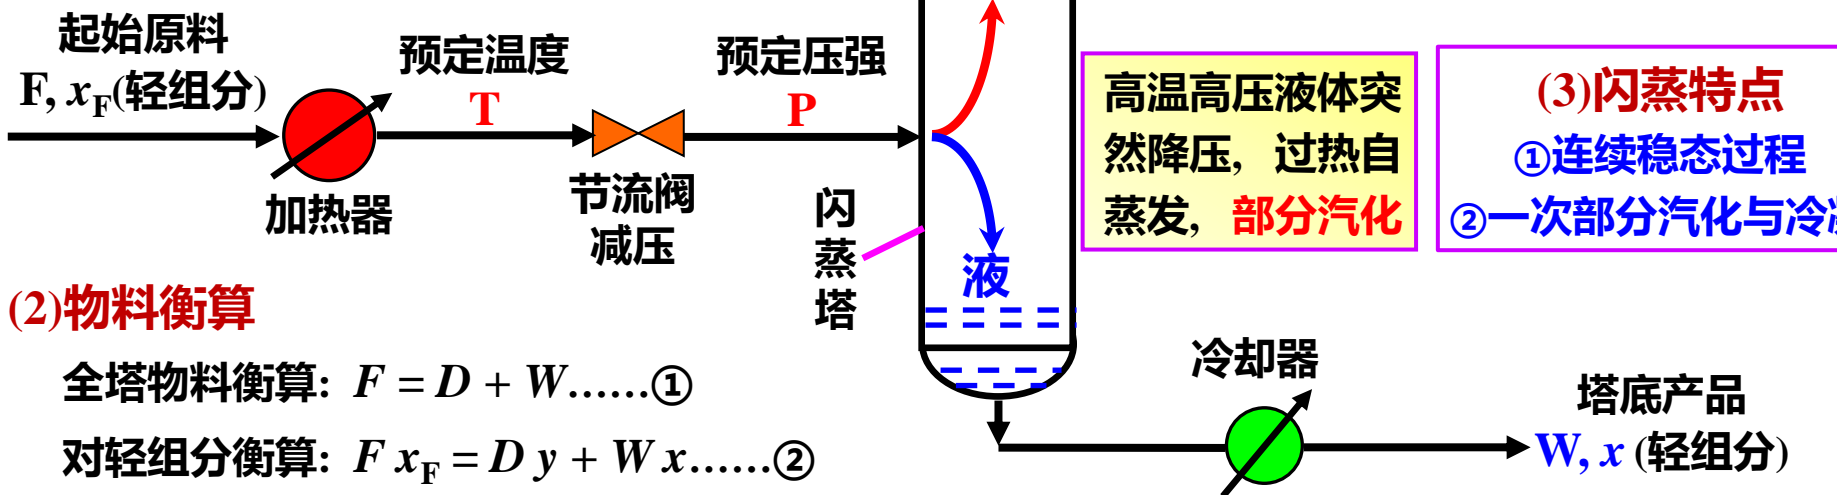 起始原料
F, xF(轻组分)
加热器
预定温度
T
节流阀
减压
预定压强
P
闪
蒸
塔
液
高温高压液体突
然降压, 过热自
蒸发, 部分汽化
(3)闪蒸特点
①连续稳态过程
②一次部分汽化与冷凝
(2)物料衡算
全塔物料衡算: F = D + W……①
对轻组分衡算: F xF = D y + W x……②
冷却器
塔底产品
W, x (轻组分)